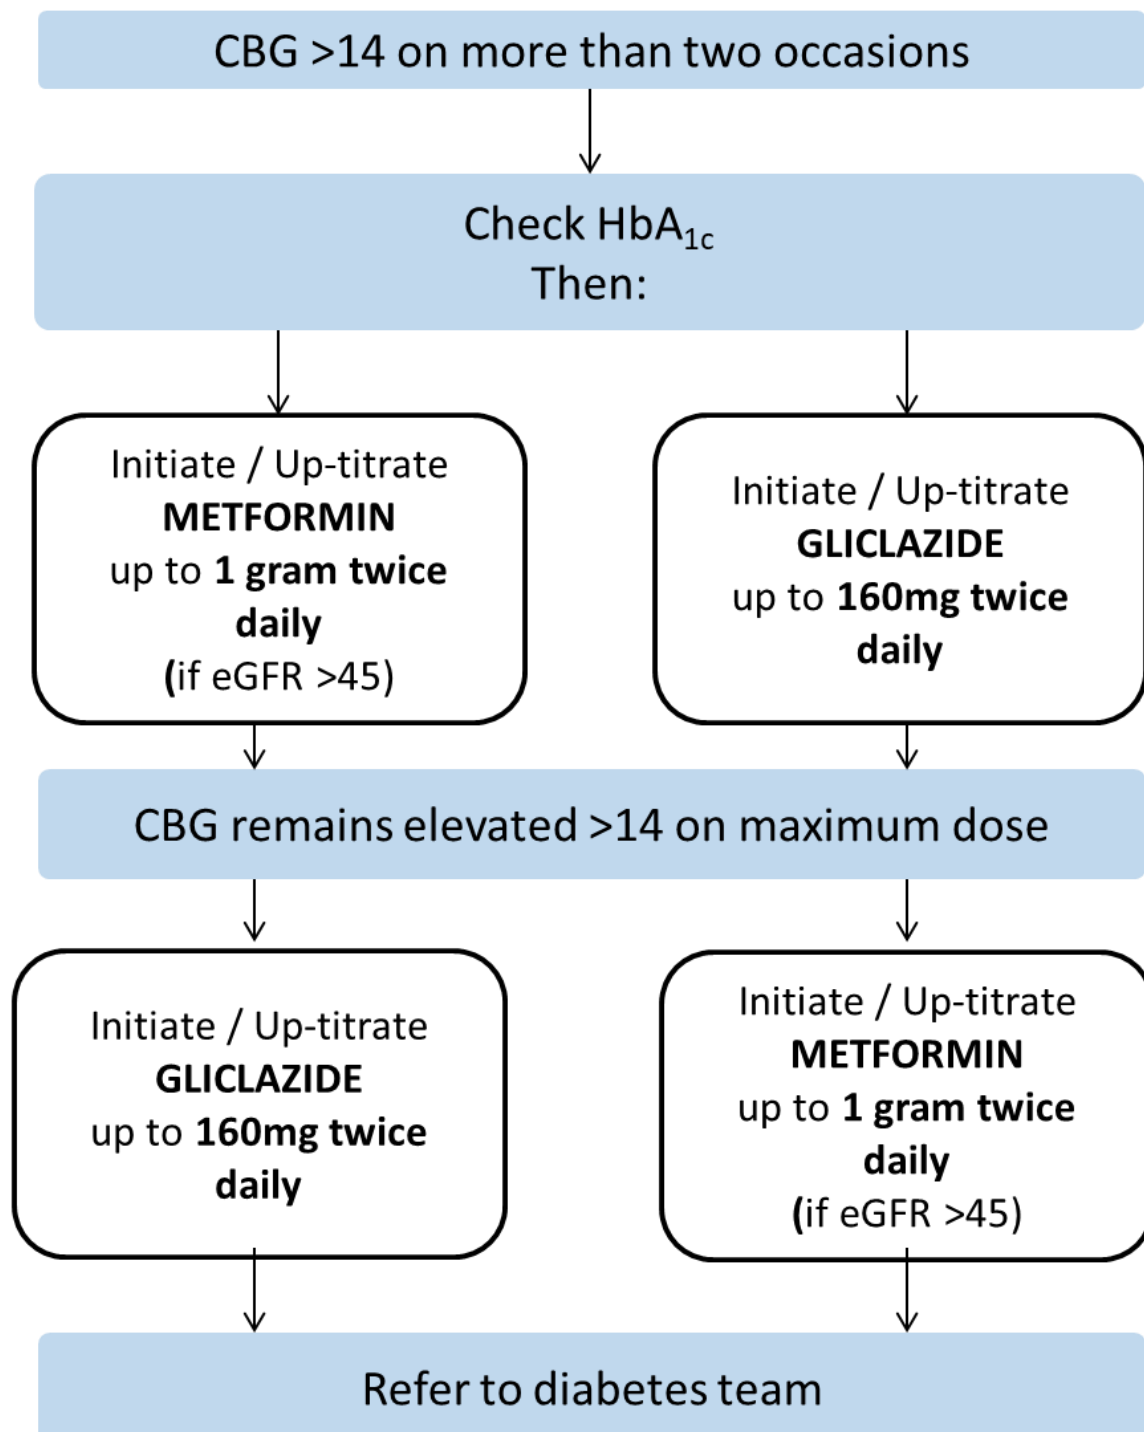 CBG >14 on more than two occasions
Check HbA1c
Then:
Initiate / Up-titrate
METFORMIN
up to 1 gram twice
daily
(if eGFR >45)
Initiate / Up-titrate
GLICLAZIDE
up to 160mg twice
daily
CBG remains elevated >14 on maximum dose
Initiate / Up-titrate
GLICLAZIDE
up to 160mg twice
daily
Initiate / Up-titrate
METFORMIN
up to 1 gram twice
daily
(if eGFR >45)
Refer to diabetes team